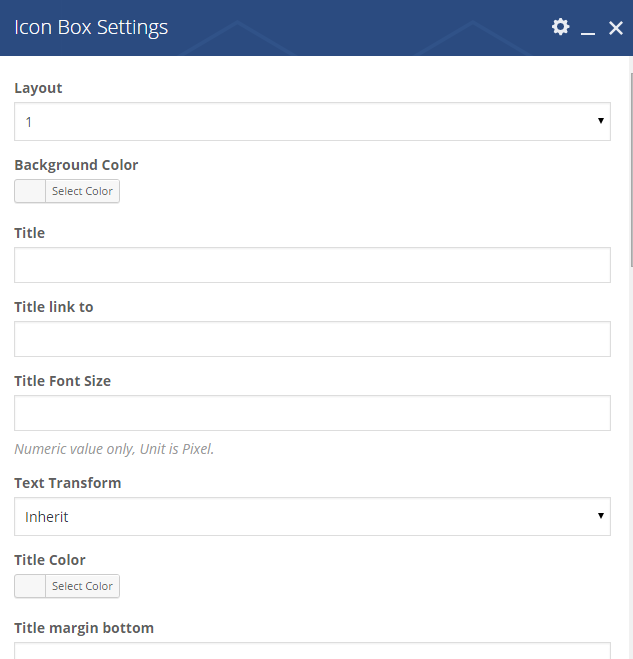 Icon Box Settings
Layout
1
Background Color
Select Color
Title
Title link to
Title Font Size
Numeric value only, Unit is Pixel.
Text Transform
Inherit
Title Color
Select Color
Title margin bottom